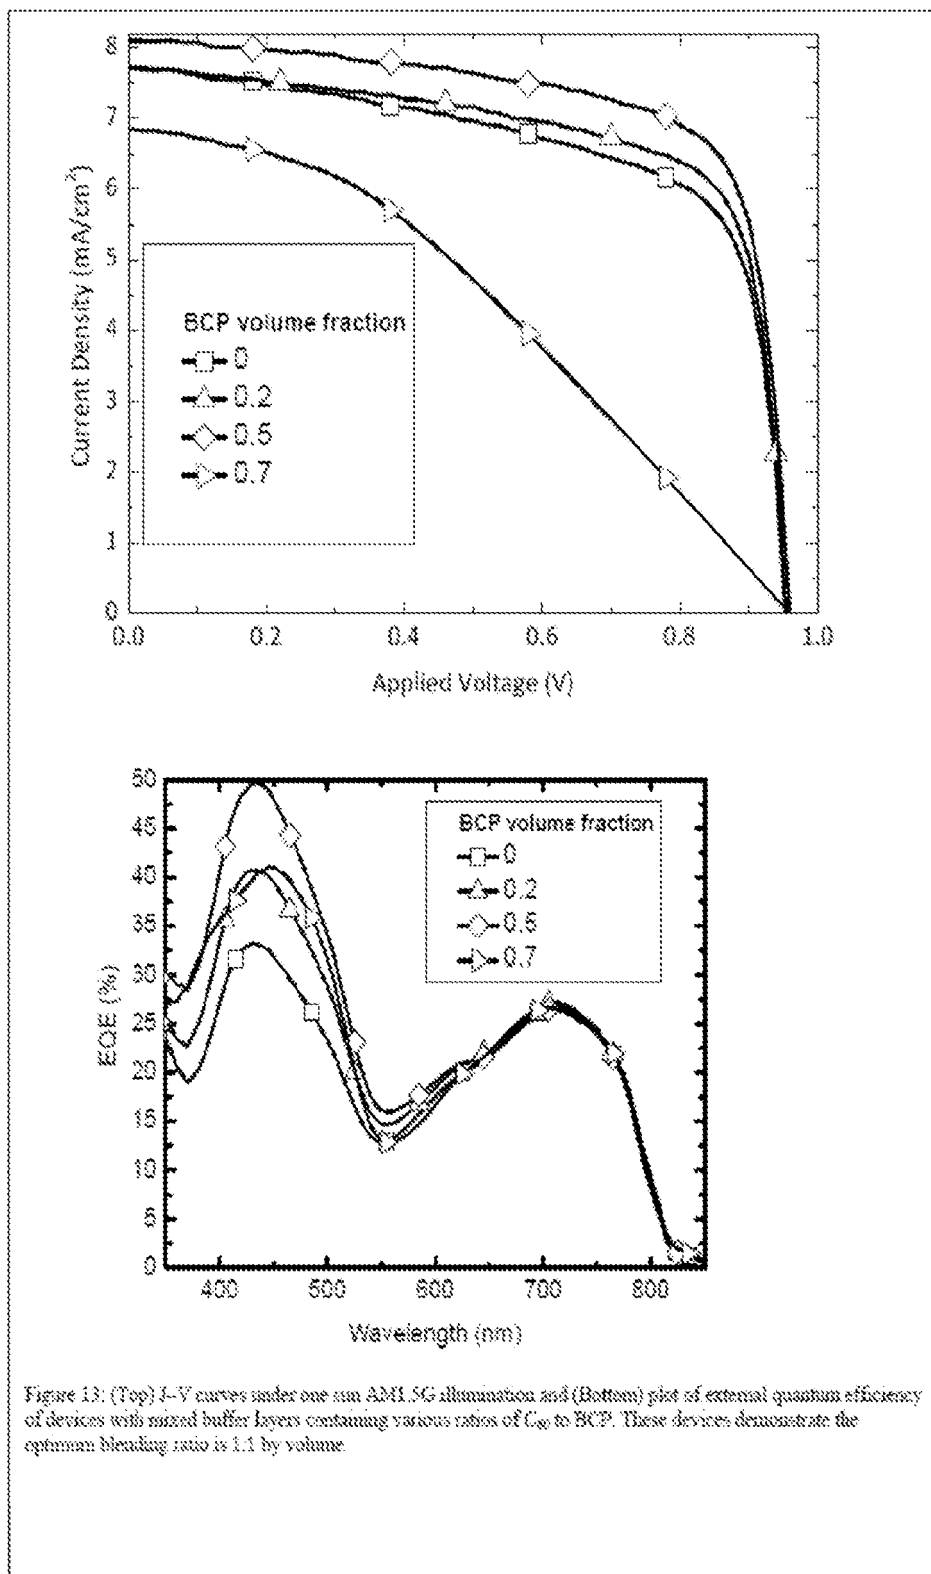 8
7
6
5
4
3
2
1
0
Current Density (mA/cm²)
BCP volume fraction
0
0.2
0.5
0.7
0.0 0.2 0.4 0.6 0.8 1.0
Applied Voltage (V)
50
45
40
35
30
25
20
15
10
5
0
EQE (%)
BCP volume fraction
0
0.2
0.5
0.7
400 500 600 700 800
Wavelength (nm)
Figure 13: (Top) J–V curves under one sun AM1.5G illumination and (Bottom) plot of external quantum efficiency
of devices with mixed buffer layers containing various ratios of C₆₀ to BCP. These devices demonstrate the
optimum blending ratio is 1:1 by volume.